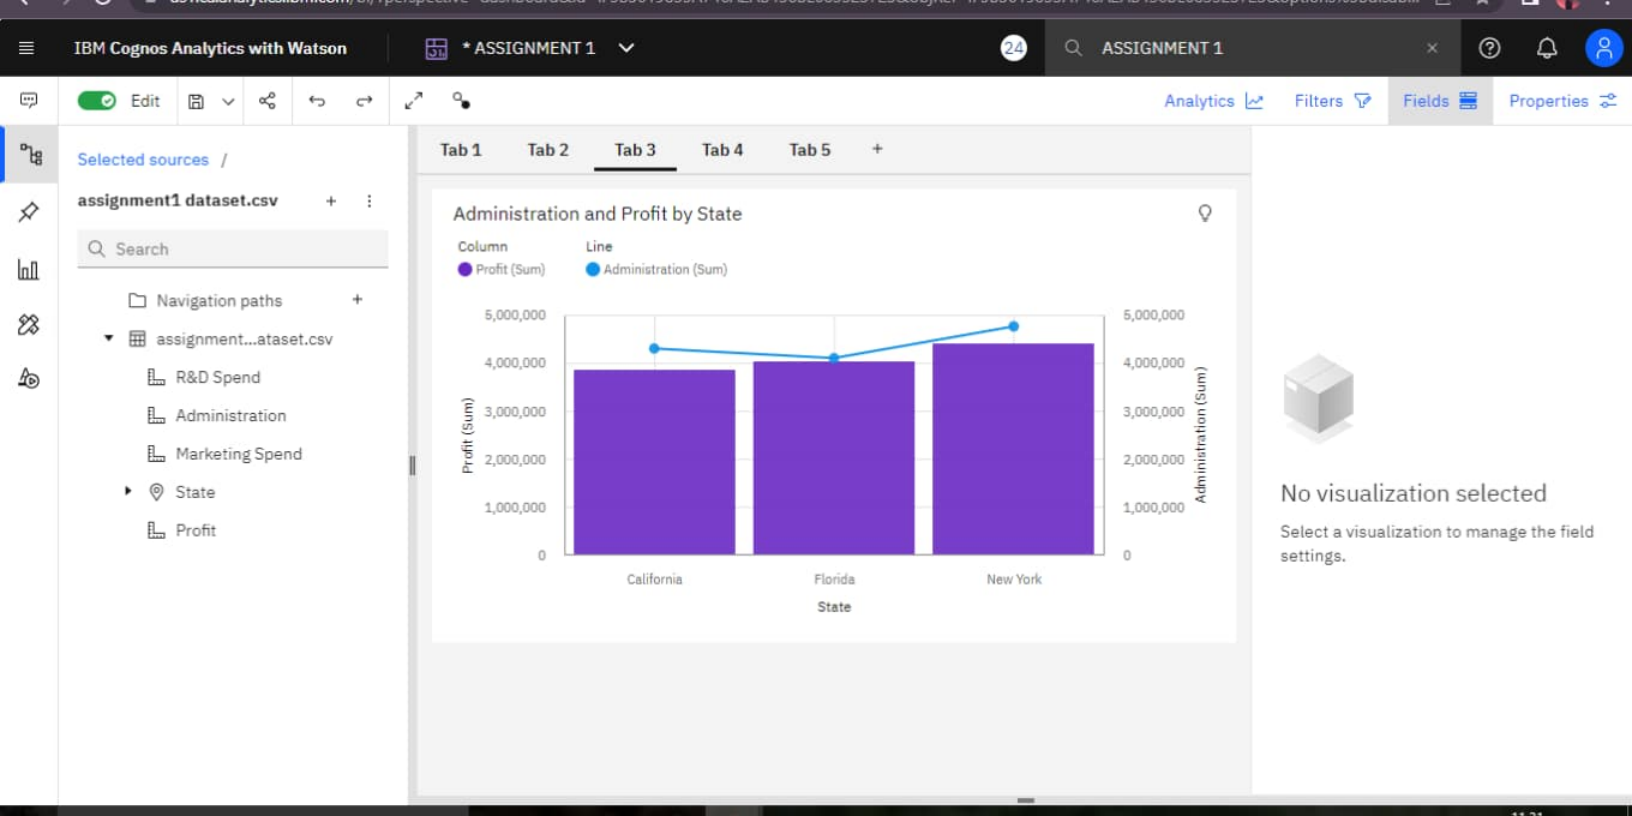 IBM Cognos Analytics with Watson
* ASSIGNMENT 1
24
ASSIGNMENT 1
Edit
Analytics
Filters
Fields
Properties
Selected sources /
assignment1 dataset.csv
Search
Navigation paths
assignment...ataset.csv
R&D Spend
Administration
Marketing Spend
State
Profit
Tab 1
Tab 2
Tab 3
Tab 4
Tab 5
+
Administration and Profit by State
Column
Line
Profit (Sum)
Administration (Sum)
5,000,000
4,000,000
3,000,000
2,000,000
1,000,000
0
Profit (Sum)
5,000,000
4,000,000
3,000,000
2,000,000
1,000,000
0
Administration (Sum)
California
Florida
New York
State
No visualization selected
Select a visualization to manage the field
settings.